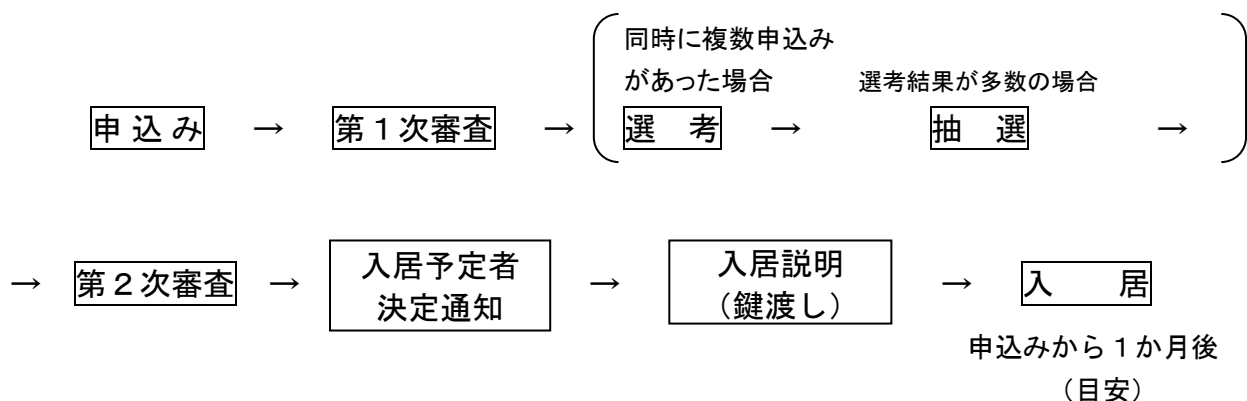 同時に複数申込み
があった場合 選考結果が多数の場合
申 込 み → 第１次審査 → 選 考 → 抽 選 →
→ 第２次審査 → 入居予定者 決定通知 → 入居説明 （鍵渡し） → 入 居
申込みから１か月後
（目安）